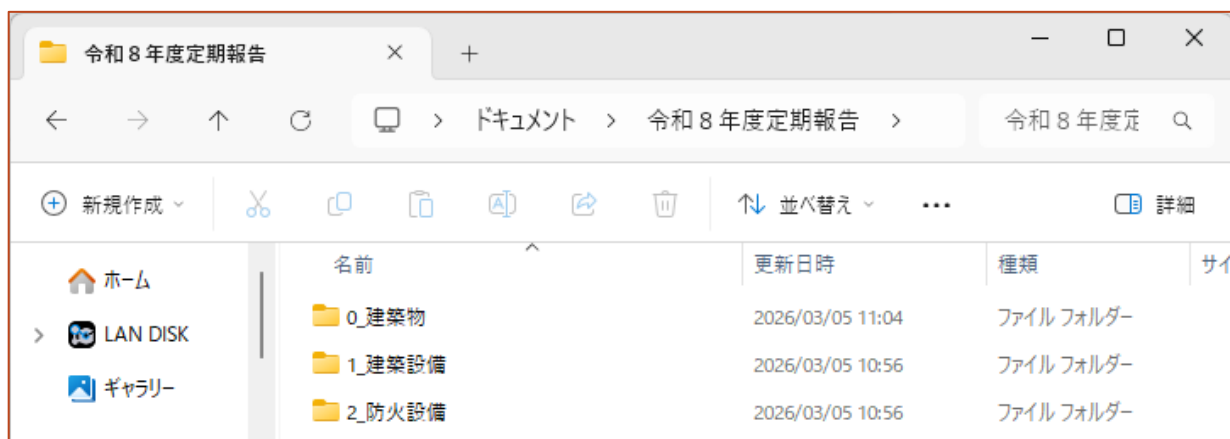 令和８年度定期報告
ドキュメント > 令和８年度定期報告 > 令和８年度定
新規作成 並べ替え 詳細
名前 更新日時 種類 サイ
ホーム
LAN DISK
ギャラリー
0_建築物 2026/03/05 11:04 ファイル フォルダー
1_建築設備 2026/03/05 10:56 ファイル フォルダー
2_防火設備 2026/03/05 10:56 ファイル フォルダー